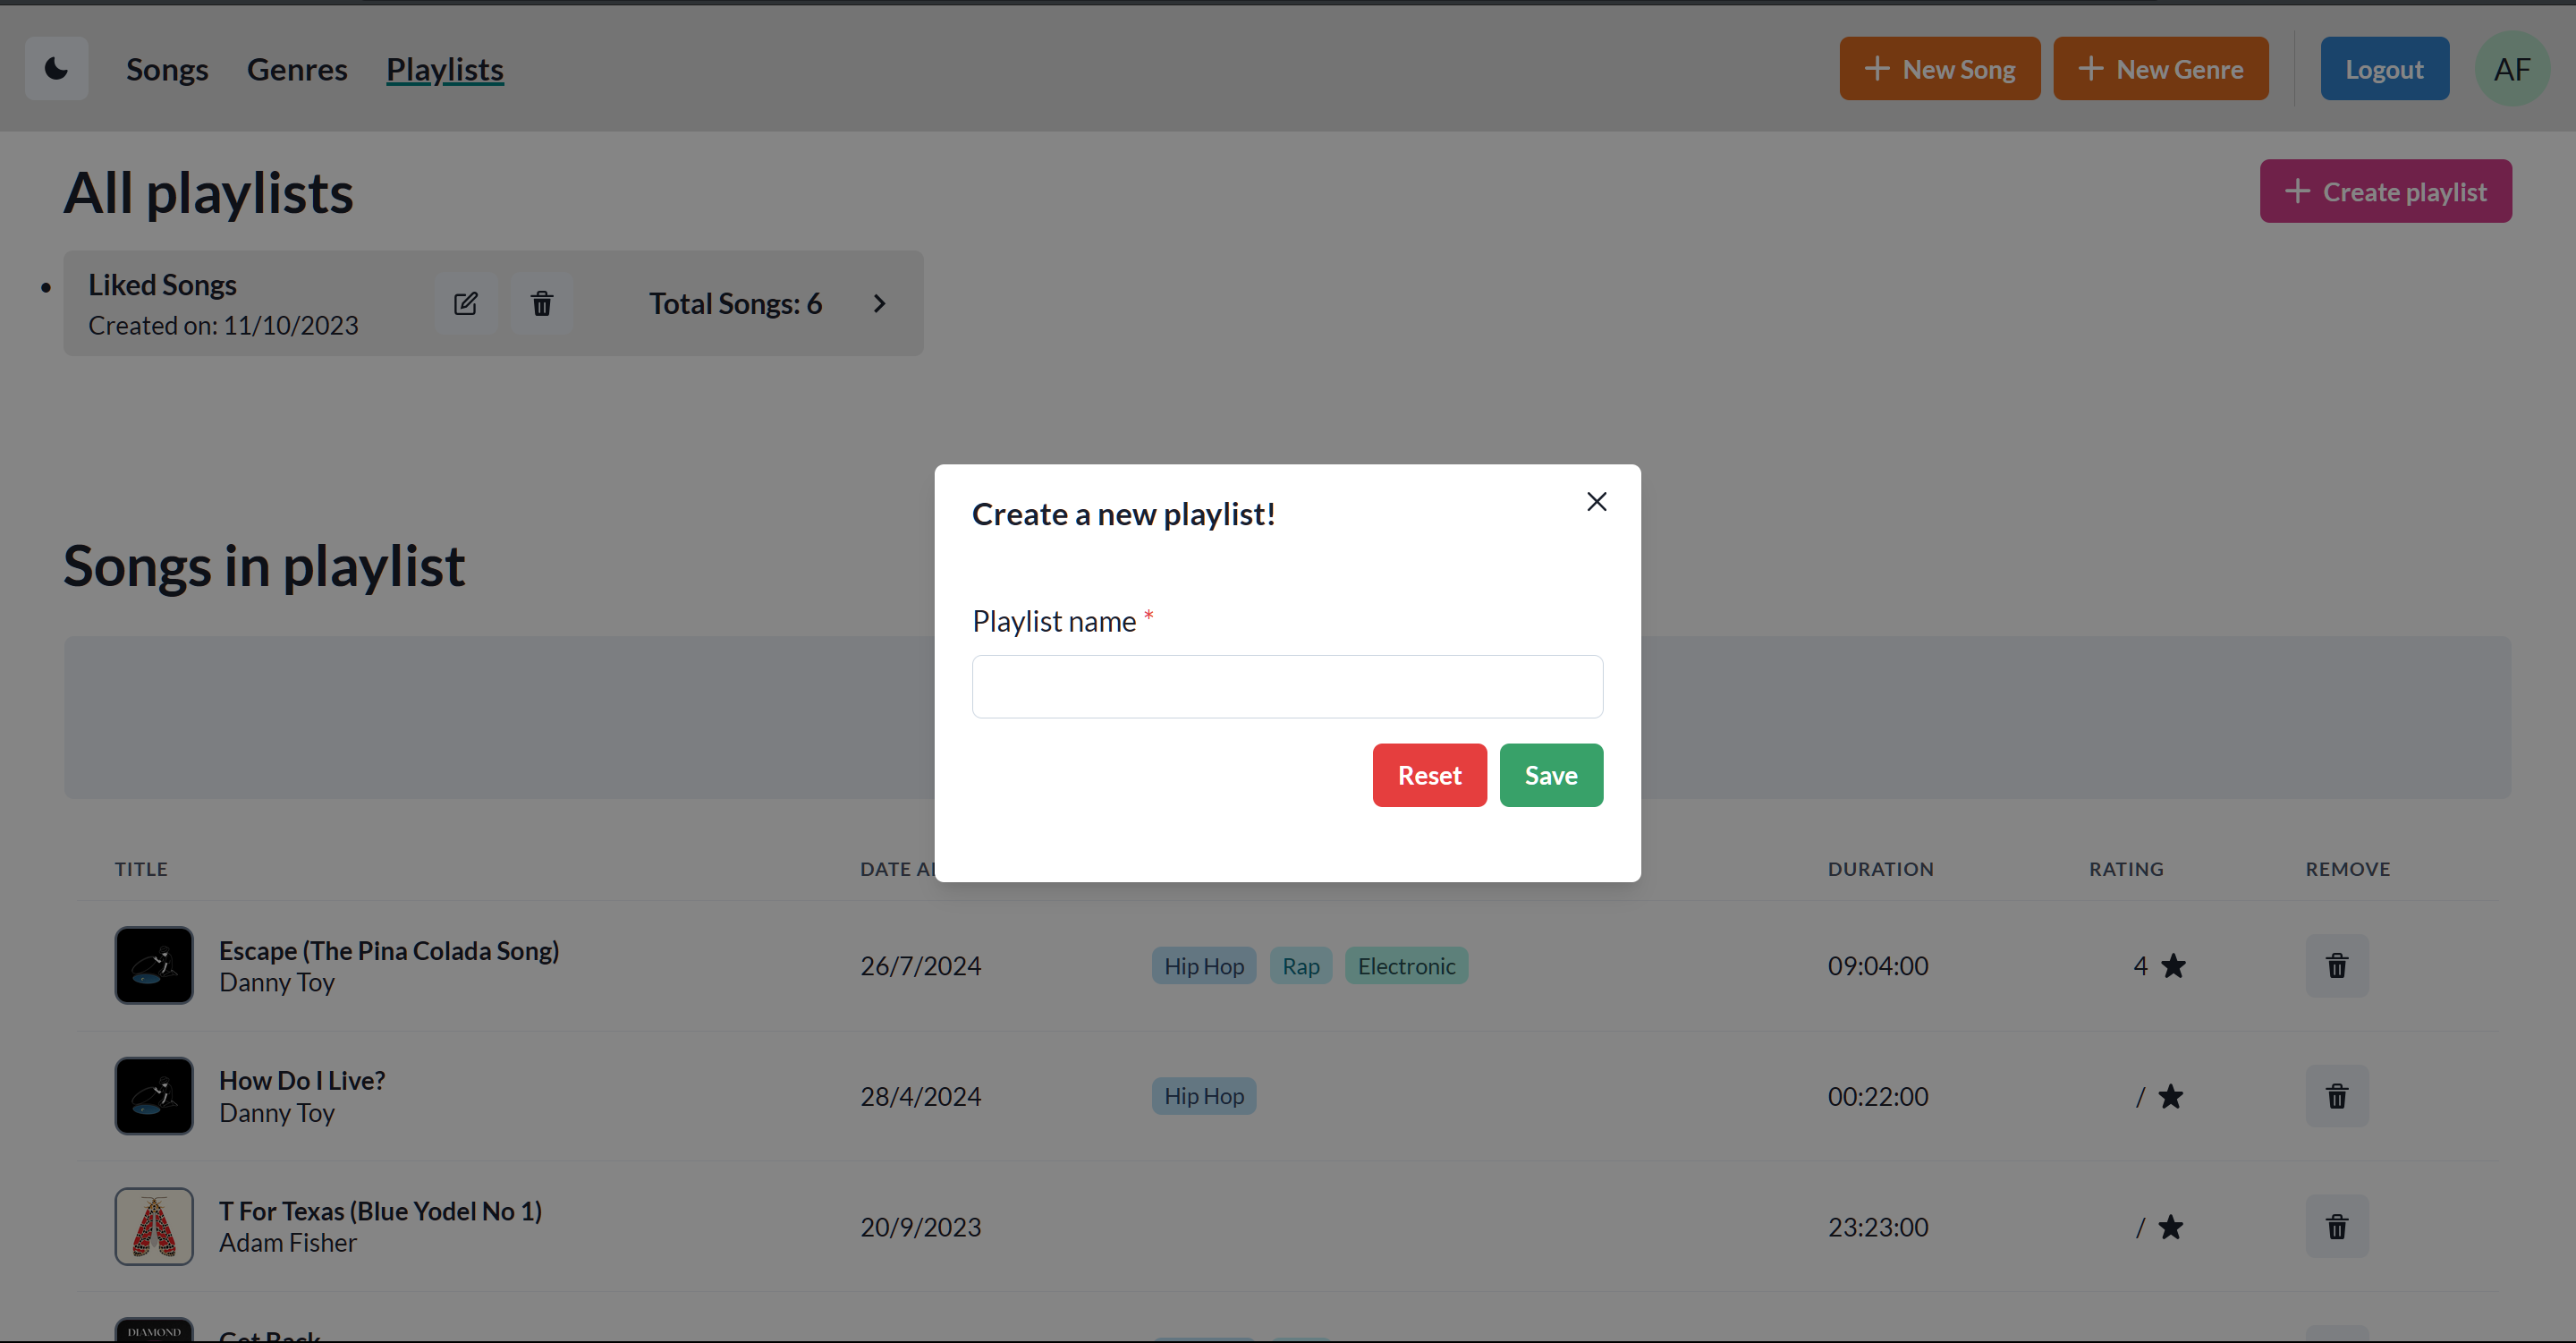 Songs Genres Playlists New Song New Genre Logout AF
All playlists Create playlist
Liked Songs
Created on: 11/10/2023
Total Songs: 6
Create a new playlist!
Playlist name *
Reset Save
Songs in playlist
TITLE DATE DURATION RATING REMOVE
Escape (The Pina Colada Song)
Danny Toy
26/7/2024 Hip Hop Rap Electronic 09:04:00 4
How Do I Live?
Danny Toy
28/4/2024 Hip Hop 00:22:00 /
T For Texas (Blue Yodel No 1)
Adam Fisher
20/9/2023 23:23:00 /
DIAMOND
Get Back